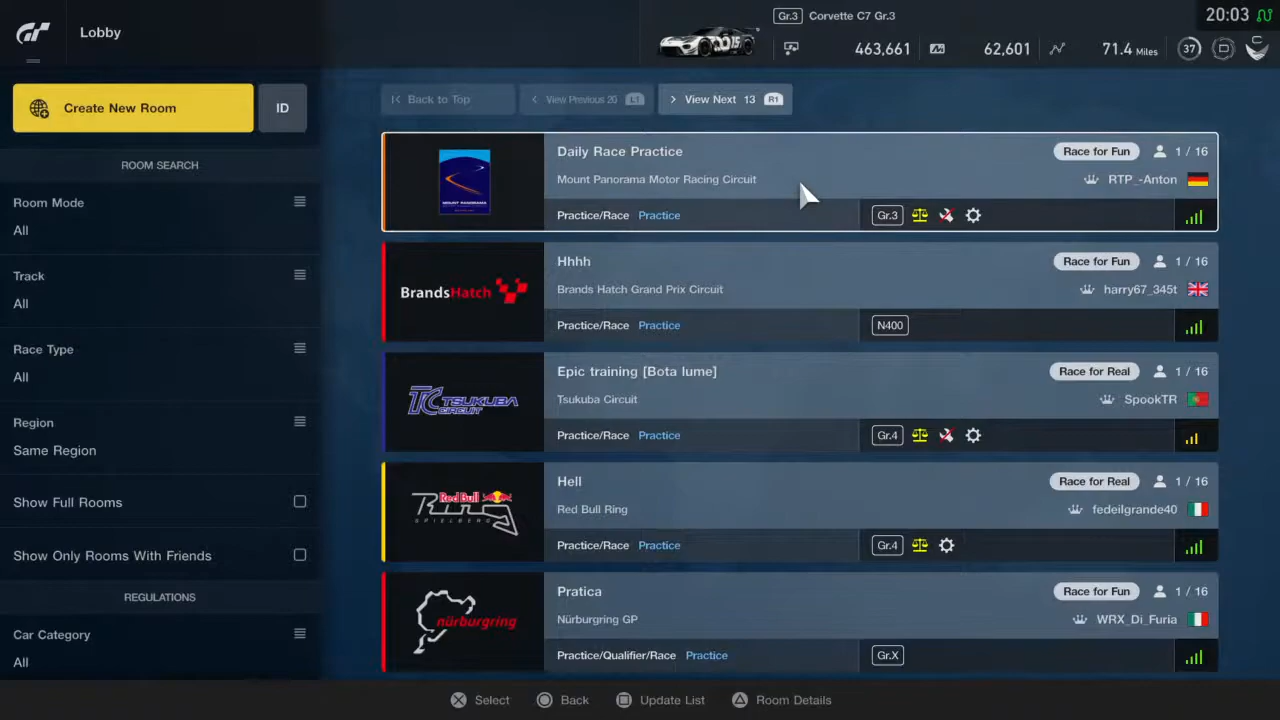 Lobby
Gr.3 Corvette C7 Gr.3
463,661 62,601 71.4 Miles 37
20:03
Create New Room ID
ROOM SEARCH
Room Mode
All
Track
All
Race Type
All
Region
Same Region
Show Full Rooms
Show Only Rooms With Friends
REGULATIONS
Car Category
All
Back to Top View Previous 20 L1 View Next 13 R1
MOUNT PANORAMA
Daily Race Practice Race for Fun 1 / 16
Mount Panorama Motor Racing Circuit RTP_-Anton
Practice/Race Practice Gr.3
BrandsHatch
Hhhh Race for Fun 1 / 16
Brands Hatch Grand Prix Circuit harry67_345t
Practice/Race Practice N400
TC TSUKUBA
CIRCUIT
Epic training [Bota lume] Race for Real 1 / 16
Tsukuba Circuit SpookTR
Practice/Race Practice Gr.4
Red Bull
Ring
SPIELBERG
Hell Race for Real 1 / 16
Red Bull Ring fedeilgrande40
Practice/Race Practice Gr.4
nürburgring
Pratica Race for Fun 1 / 16
Nürburgring GP WRX_Di_Furia
Practice/Qualifier/Race Practice Gr.X
Select Back Update List Room Details